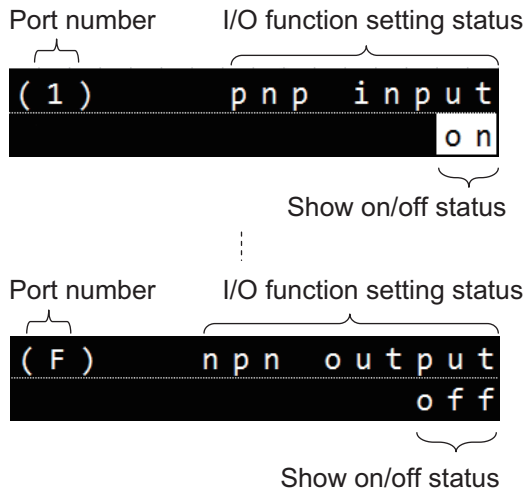 Port number I/O function setting status
(1) pnp input
on
Show on/off status
Port number I/O function setting status
(F) npn output
off
Show on/off status